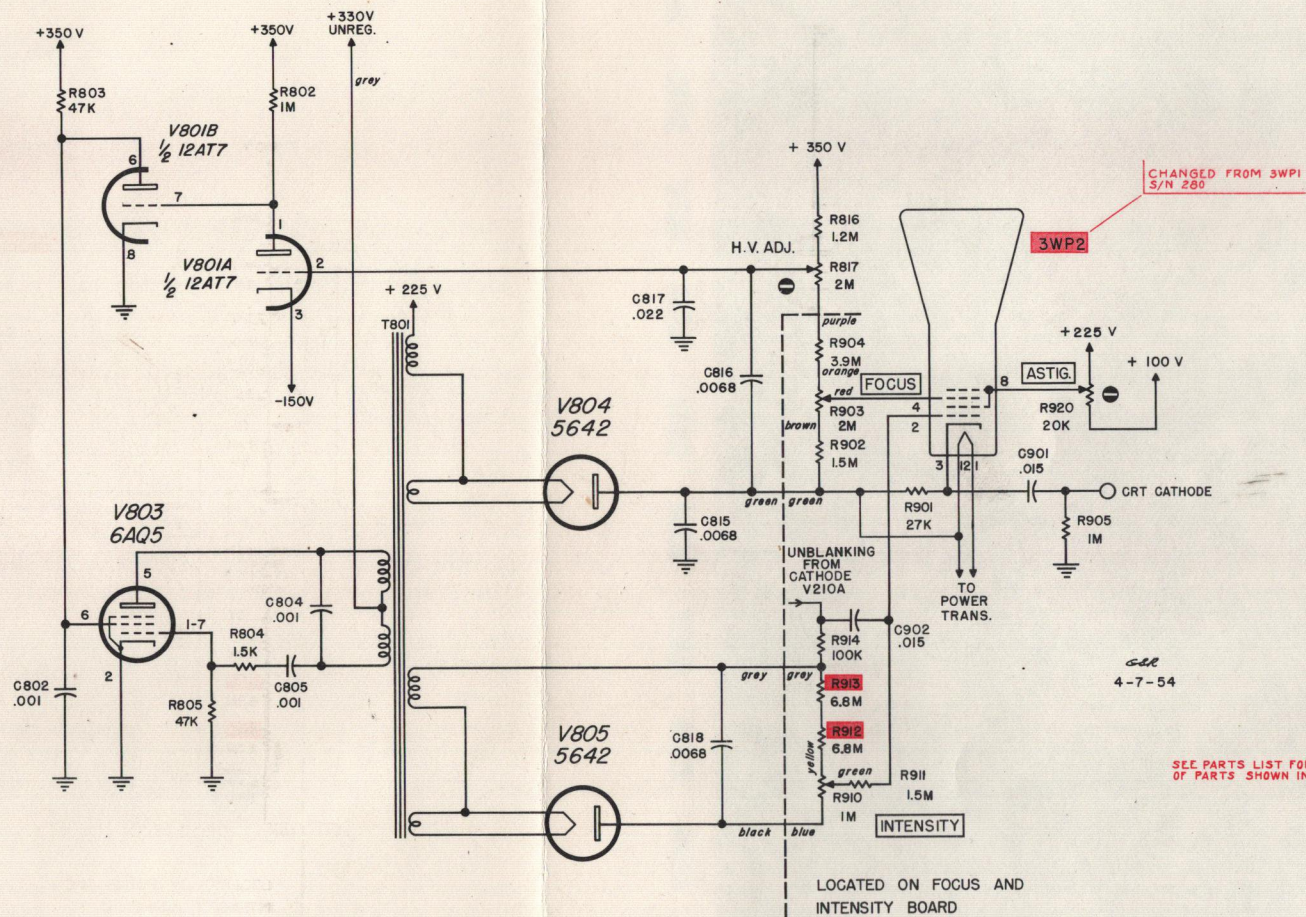 +350 V
+350V
+330V
UNREG.
grey
R803
47K
R802
1M
V801B
½ 12AT7
6
7
8
1
V801A
½ 12AT7
2
3
-150V
+ 225 V
T801
V804
5642
V803
6AQ5
5
6
1-7
2
C804
.001
R804
1.5K
C805
.001
R805
47K
C802
.001
V805
5642
C817
.022
C816
.0068
C815
.0068
C818
.0068
+ 350 V
R816
1.2M
H.V. ADJ.
R817
2M
purple
R904
3.9M
orange
red
FOCUS
R903
2M
brown
R902
1.5M
green
green
R901
27K
CHANGED FROM 3WP1
S/N 280
3WP2
8
4
2
3
12
1
ASTIG.
+225 V
+ 100 V
R920
20K
C901
.015
CRT CATHODE
R905
1M
UNBLANKING
FROM
CATHODE
V210A
TO
POWER
TRANS.
C902
.015
R914
100K
grey
grey
R913
6.8M
R912
6.8M
yellow
green
R911
1.5M
R910
1M
INTENSITY
black
blue
4-7-54
SEE PARTS LIST FO
OF PARTS SHOWN IN
LOCATED ON FOCUS AND
INTENSITY BOARD